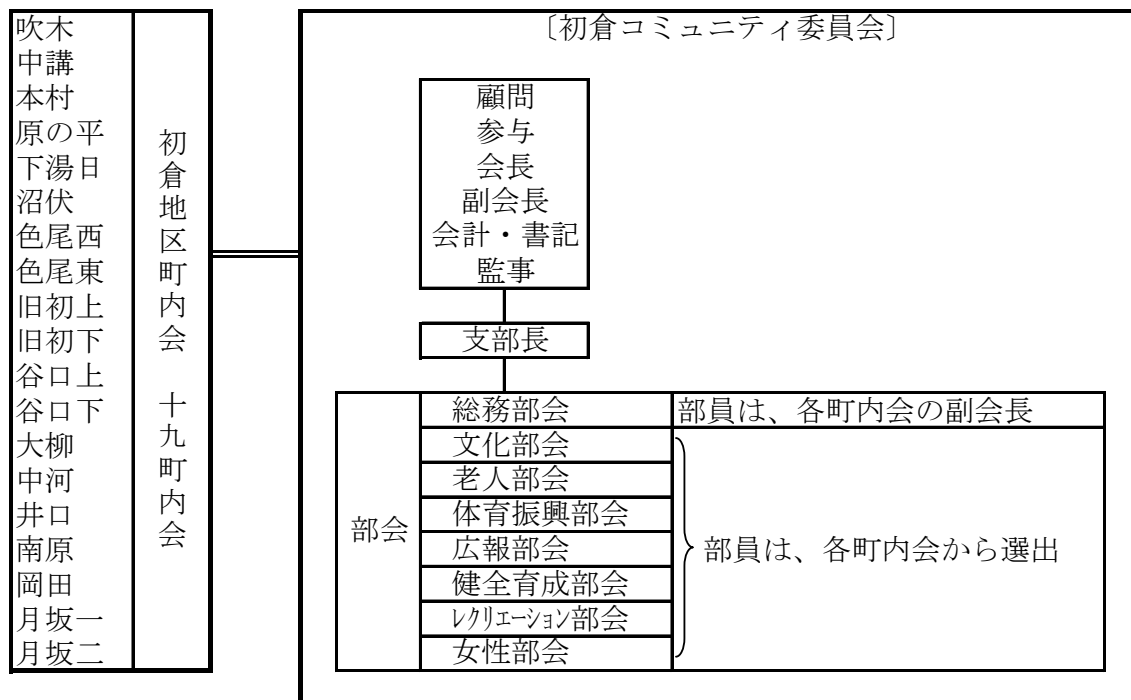 吹木
中講
本村
原の平
下湯日
沼伏
色尾西
色尾東
旧初上
旧初下
谷口上
谷口下
大柳
中河
井口
南原
岡田
月坂一
月坂二
初倉地区町内会　十九町内会
〔初倉コミュニティ委員会〕
顧問
参与
会長
副会長
会計・書記
監事
支部長
部会
総務部会
部員は、各町内会の副会長
文化部会
老人部会
体育振興部会
広報部会
健全育成部会
ﾚｸﾘｴｰｼｮﾝ部会
女性部会
部員は、各町内会から選出